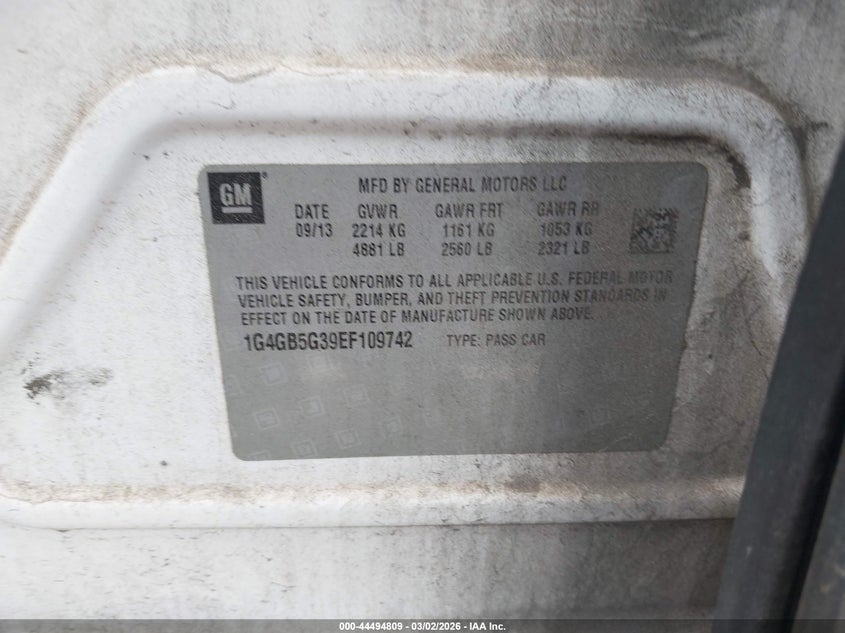 GM
MFD BY GENERAL MOTORS LLC
DATE GVWR GAWR FRT GAWR RR
09/13 2214 KG 1161 KG 1053 KG
4881 LB 2560 LB 2321 LB
THIS VEHICLE CONFORMS TO ALL APPLICABLE U.S. FEDERAL MOTOR
VEHICLE SAFETY, BUMPER, AND THEFT PREVENTION STANDARDS IN
EFFECT ON THE DATE OF MANUFACTURE SHOWN ABOVE.
1G4GB5G39EF109742 TYPE: PASS CAR
000-44494809 - 03/02/2026 - IAA Inc.